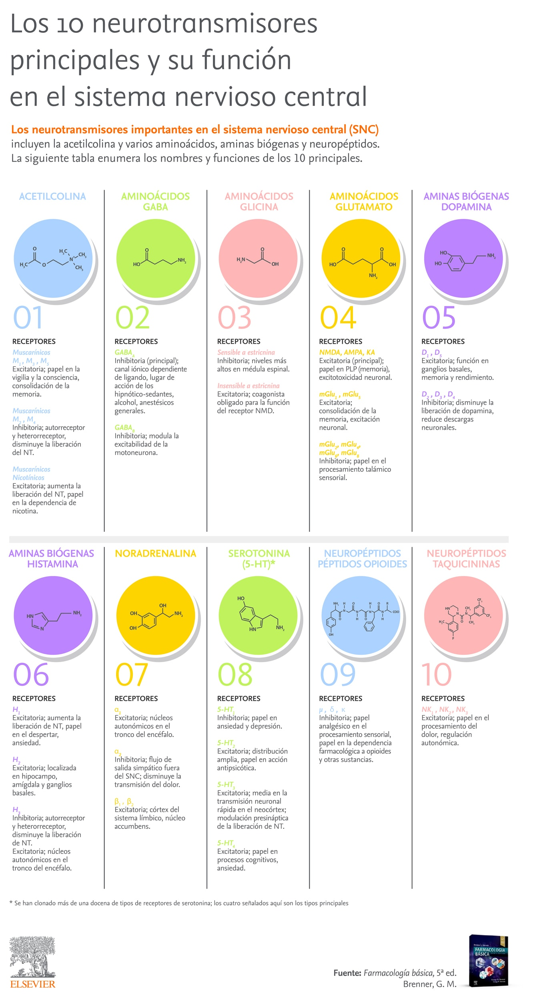 Los 10 neurotransmisores
principales y su función
en el sistema nervioso central
Los neurotransmisores importantes en el sistema nervioso central (SNC)
incluyen la acetilcolina y varios aminoácidos, aminas biógenas y neuropéptidos.
La siguiente tabla enumera los nombres y funciones de los 10 principales.
ACETILCOLINA
O
H₃C
O
H₃C
N⁺
CH₃
CH₃
01
RECEPTORES
Muscarínicos
M₁, M₃, M₅
Excitatoria; papel en la
vigilia y la consciencia,
consolidación de la
memoria.
Muscarínicos
M₂, M₄
Inhibitoria; autorreceptor
y heterorreceptor,
disminuye la liberación
del NT.
Muscarínicos
Nicotínicos
Excitatoria; aumenta la
liberación del NT, papel
en la dependencia de
nicotina.
AMINOÁCIDOS
GABA
O
HO
NH₂
02
RECEPTORES
GABA_A
Inhibitoria (principal);
canal iónico dependiente
de ligando, lugar de
acción de los
hipnótico-sedantes,
alcohol, anestésicos
generales.
GABA_B
Inhibitoria; modula la
excitabilidad de la
motoneurona.
AMINOÁCIDOS
GLICINA
O
H₂N
OH
03
RECEPTORES
Sensible a estricnina
Inhibitoria; niveles más
altos en médula espinal.
Insensible a estricnina
Excitatoria; coagonista
obligado para la función
del receptor NMD.
AMINOÁCIDOS
GLUTAMATO
O
O
HO
OH
NH₂
04
RECEPTORES
NMDA, AMPA, KA
Excitatoria (principal);
papel en PLP (memoria),
excitotoxicidad neuronal.
mGlu₁, mGlu₅
Excitatoria;
consolidación de la
memoria, excitación
neuronal.
mGlu₂, mGlu₄,
mGlu₆, mGlu₈
Inhibitoria; papel en el
procesamiento talámico
sensorial.
AMINAS BIÓGENAS
DOPAMINA
HO
HO
NH₂
05
RECEPTORES
D₁, D₅
Excitatoria; función en
ganglios basales,
memoria y rendimiento.
D₂, D₃, D₄
Inhibitoria; disminuye la
liberación de dopamina,
reduce descargas
neuronales.
AMINAS BIÓGENAS
HISTAMINA
HN
N
NH₂
06
RECEPTORES
H₁
Excitatoria; aumenta la
liberación de NT, papel
en el despertar,
ansiedad.
H₂
Excitatoria; localizada
en hipocampo,
amígdala y ganglios
basales.
H₃
Inhibitoria; autorreceptor
y heterorreceptor,
disminuye la liberación
de NT.
Excitatoria; núcleos
autonómicos en el
tronco del encéfalo.
NORADRENALINA
OH
OH
NH₂
OH
07
RECEPTORES
α₁
Excitatoria; núcleos
autonómicos en el
tronco del encéfalo.
α₂
Inhibitoria; flujo de
salida simpático fuera
del SNC; disminuye la
transmisión del dolor.
β₁, β₂
Excitatoria; córtex del
sistema límbico, núcleo
accumbens.
SEROTONINA
(5-HT)*
HO
HN
NH₂
08
RECEPTORES
5-HT₁
Inhibitoria; papel en
ansiedad y depresión.
5-HT₂
Excitatoria; distribución
amplia, papel en acción
antipsicótica.
5-HT₃
Excitatoria; media en la
transmisión neuronal
rápida en el neocórtex;
modulación presináptica
de la liberación de NT.
5-HT₄
Excitatoria; papel en
procesos cognitivos,
ansiedad.
NEUROPÉPTIDOS
PÉPTIDOS OPIOIDES
NH₂ H O H O R
N N N COO
O H O H
OH
09
RECEPTORES
μ, δ, κ
Inhibitoria; papel
analgésico en el
procesamiento sensorial,
papel en la dependencia
farmacológica a opioides
y otras sustancias.
NEUROPÉPTIDOS
TAQUICININAS
CF₃
HN
CH₃
N
N
CF₃
H₃C
O
CH₃
F
10
RECEPTORES
NK₁, NK₂, NK₃
Excitatoria; papel en el
procesamiento del
dolor, regulación
autonómica.
* Se han clonado más de una docena de tipos de receptores de serotonina; los cuatro señalados aquí son los tipos principales
ELSEVIER
Fuente: Farmacología básica, 5ª ed.
Brenner, G. M.
Brenner y Stevens
FARMACOLOGÍA
BÁSICA
George M. Brenner
Craig W. Stevens